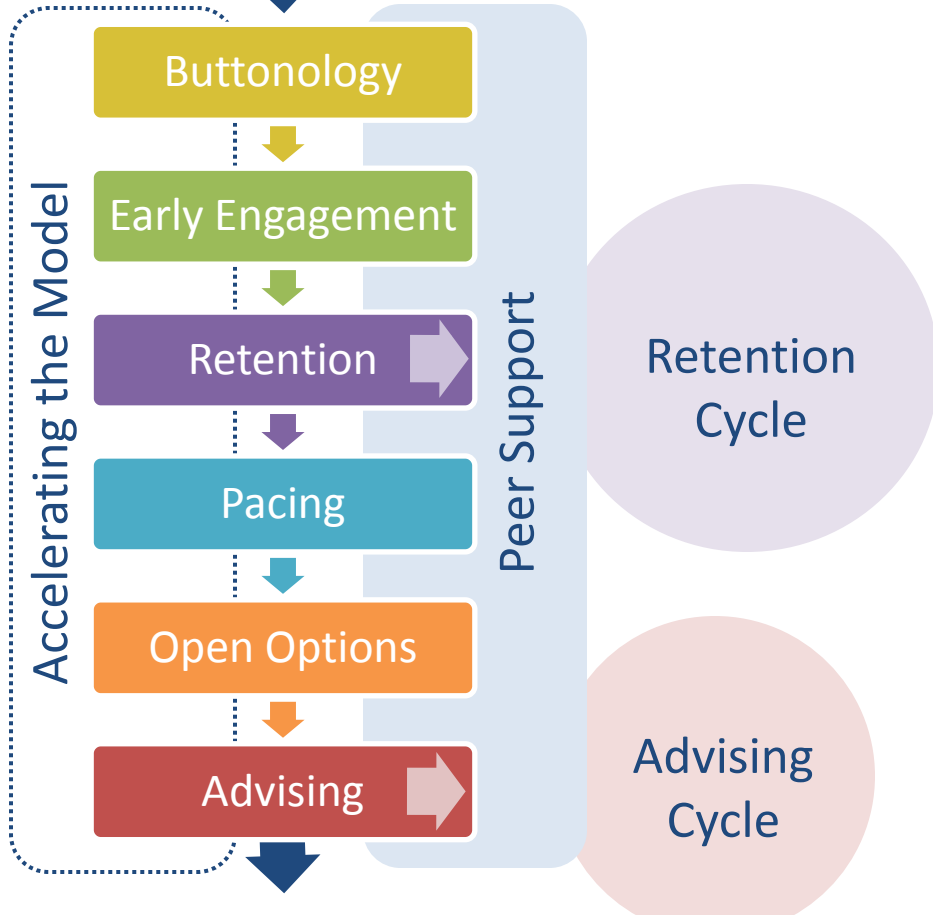 Accelerating the Model
Buttonology
Early Engagement
Retention
Pacing
Open Options
Advising
Peer Support
Retention
Cycle
Advising
Cycle